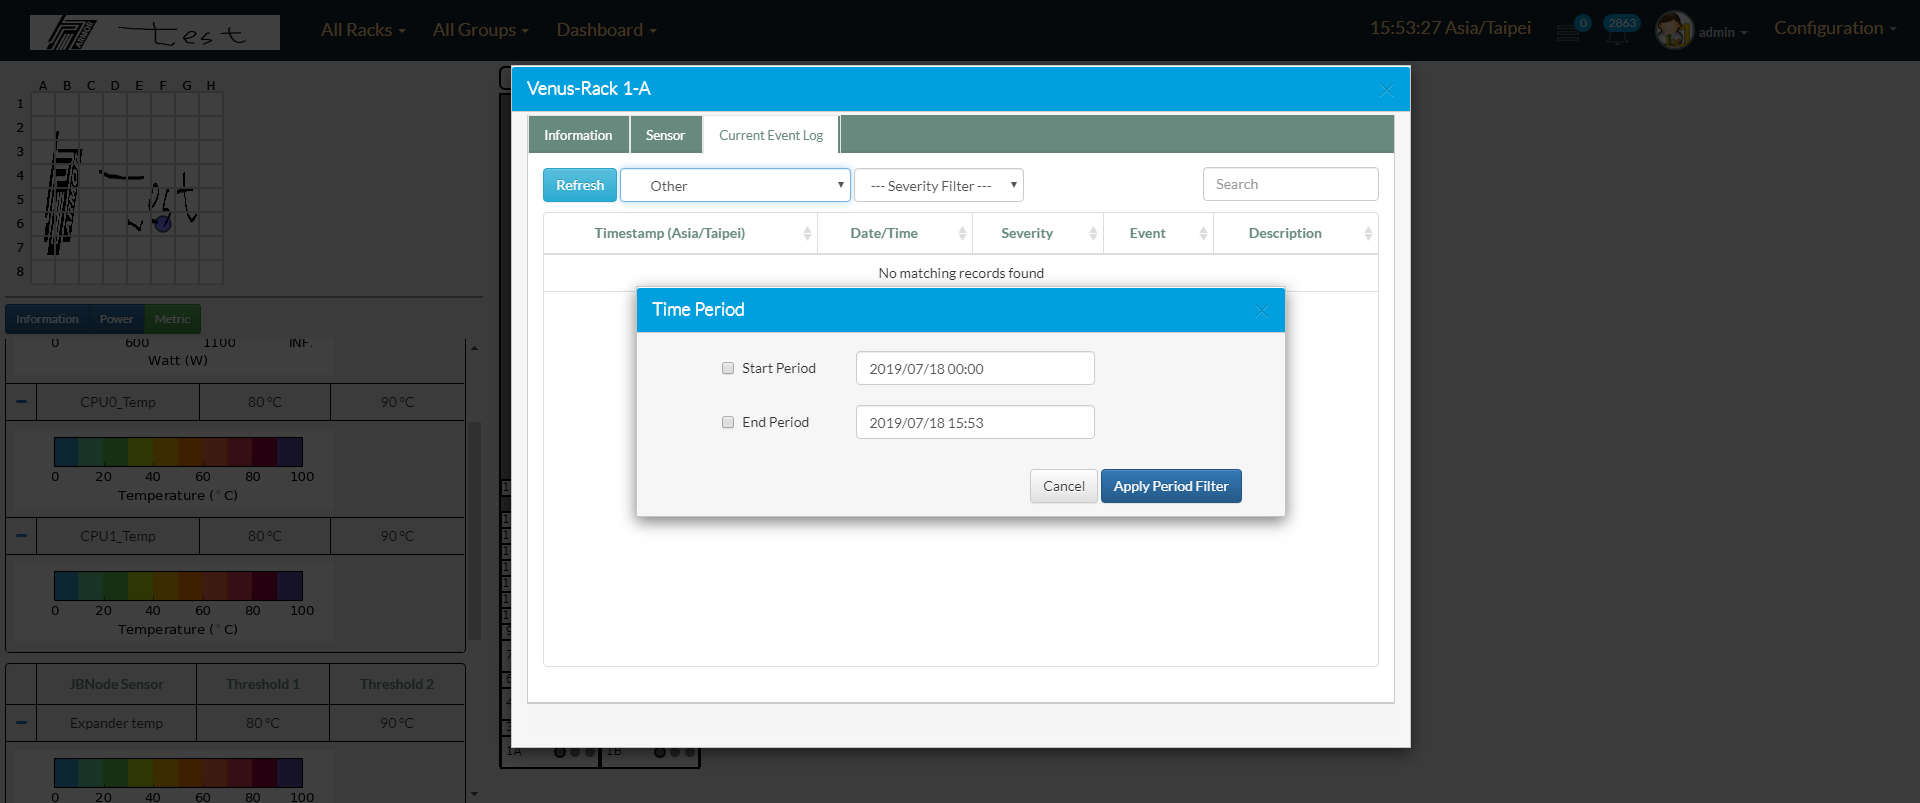 ARBOR test All Racks All Groups Dashboard 15:53:27 Asia/Taipei 0 2863 admin Configuration
A B C D E F G H
1
2
3
4
5
6
7
8
Information Power Metric
0 600 1100 INF.
Watt (W)
CPU0_Temp 80 °C 90 °C
0 20 40 60 80 100
Temperature (°C)
CPU1_Temp 80 °C 90 °C
0 20 40 60 80 100
Temperature (°C)
JBNode Sensor Threshold 1 Threshold 2
Expander temp 80 °C 90 °C
0 20 40 60 80 100
Venus-Rack 1-A ×
Information Sensor Current Event Log
Refresh Other --- Severity Filter --- Search
Timestamp (Asia/Taipei) Date/Time Severity Event Description
No matching records found
Time Period ×
Start Period 2019/07/18 00:00
End Period 2019/07/18 15:53
Cancel Apply Period Filter
1A 1B